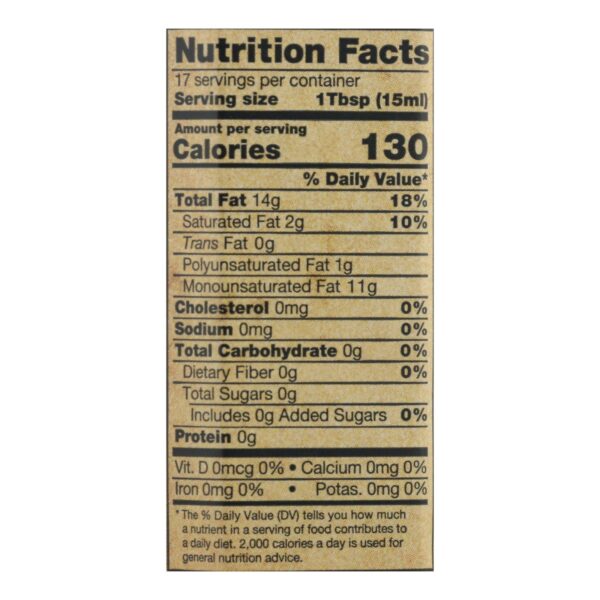 Nutrition Facts
17 servings per container
Serving size 1Tbsp (15ml)
Amount per serving
Calories 130
% Daily Value*
Total Fat 14g 18%
Saturated Fat 2g 10%
Trans Fat 0g
Polyunsaturated Fat 1g
Monounsaturated Fat 11g
Cholesterol 0mg 0%
Sodium 0mg 0%
Total Carbohydrate 0g 0%
Dietary Fiber 0g 0%
Total Sugars 0g
Includes 0g Added Sugars 0%
Protein 0g
Vit. D 0mcg 0% • Calcium 0mg 0%
Iron 0mg 0% • Potas. 0mg 0%
* The % Daily Value (DV) tells you how much
a nutrient in a serving of food contributes to
a daily diet. 2,000 calories a day is used for
general nutrition advice.